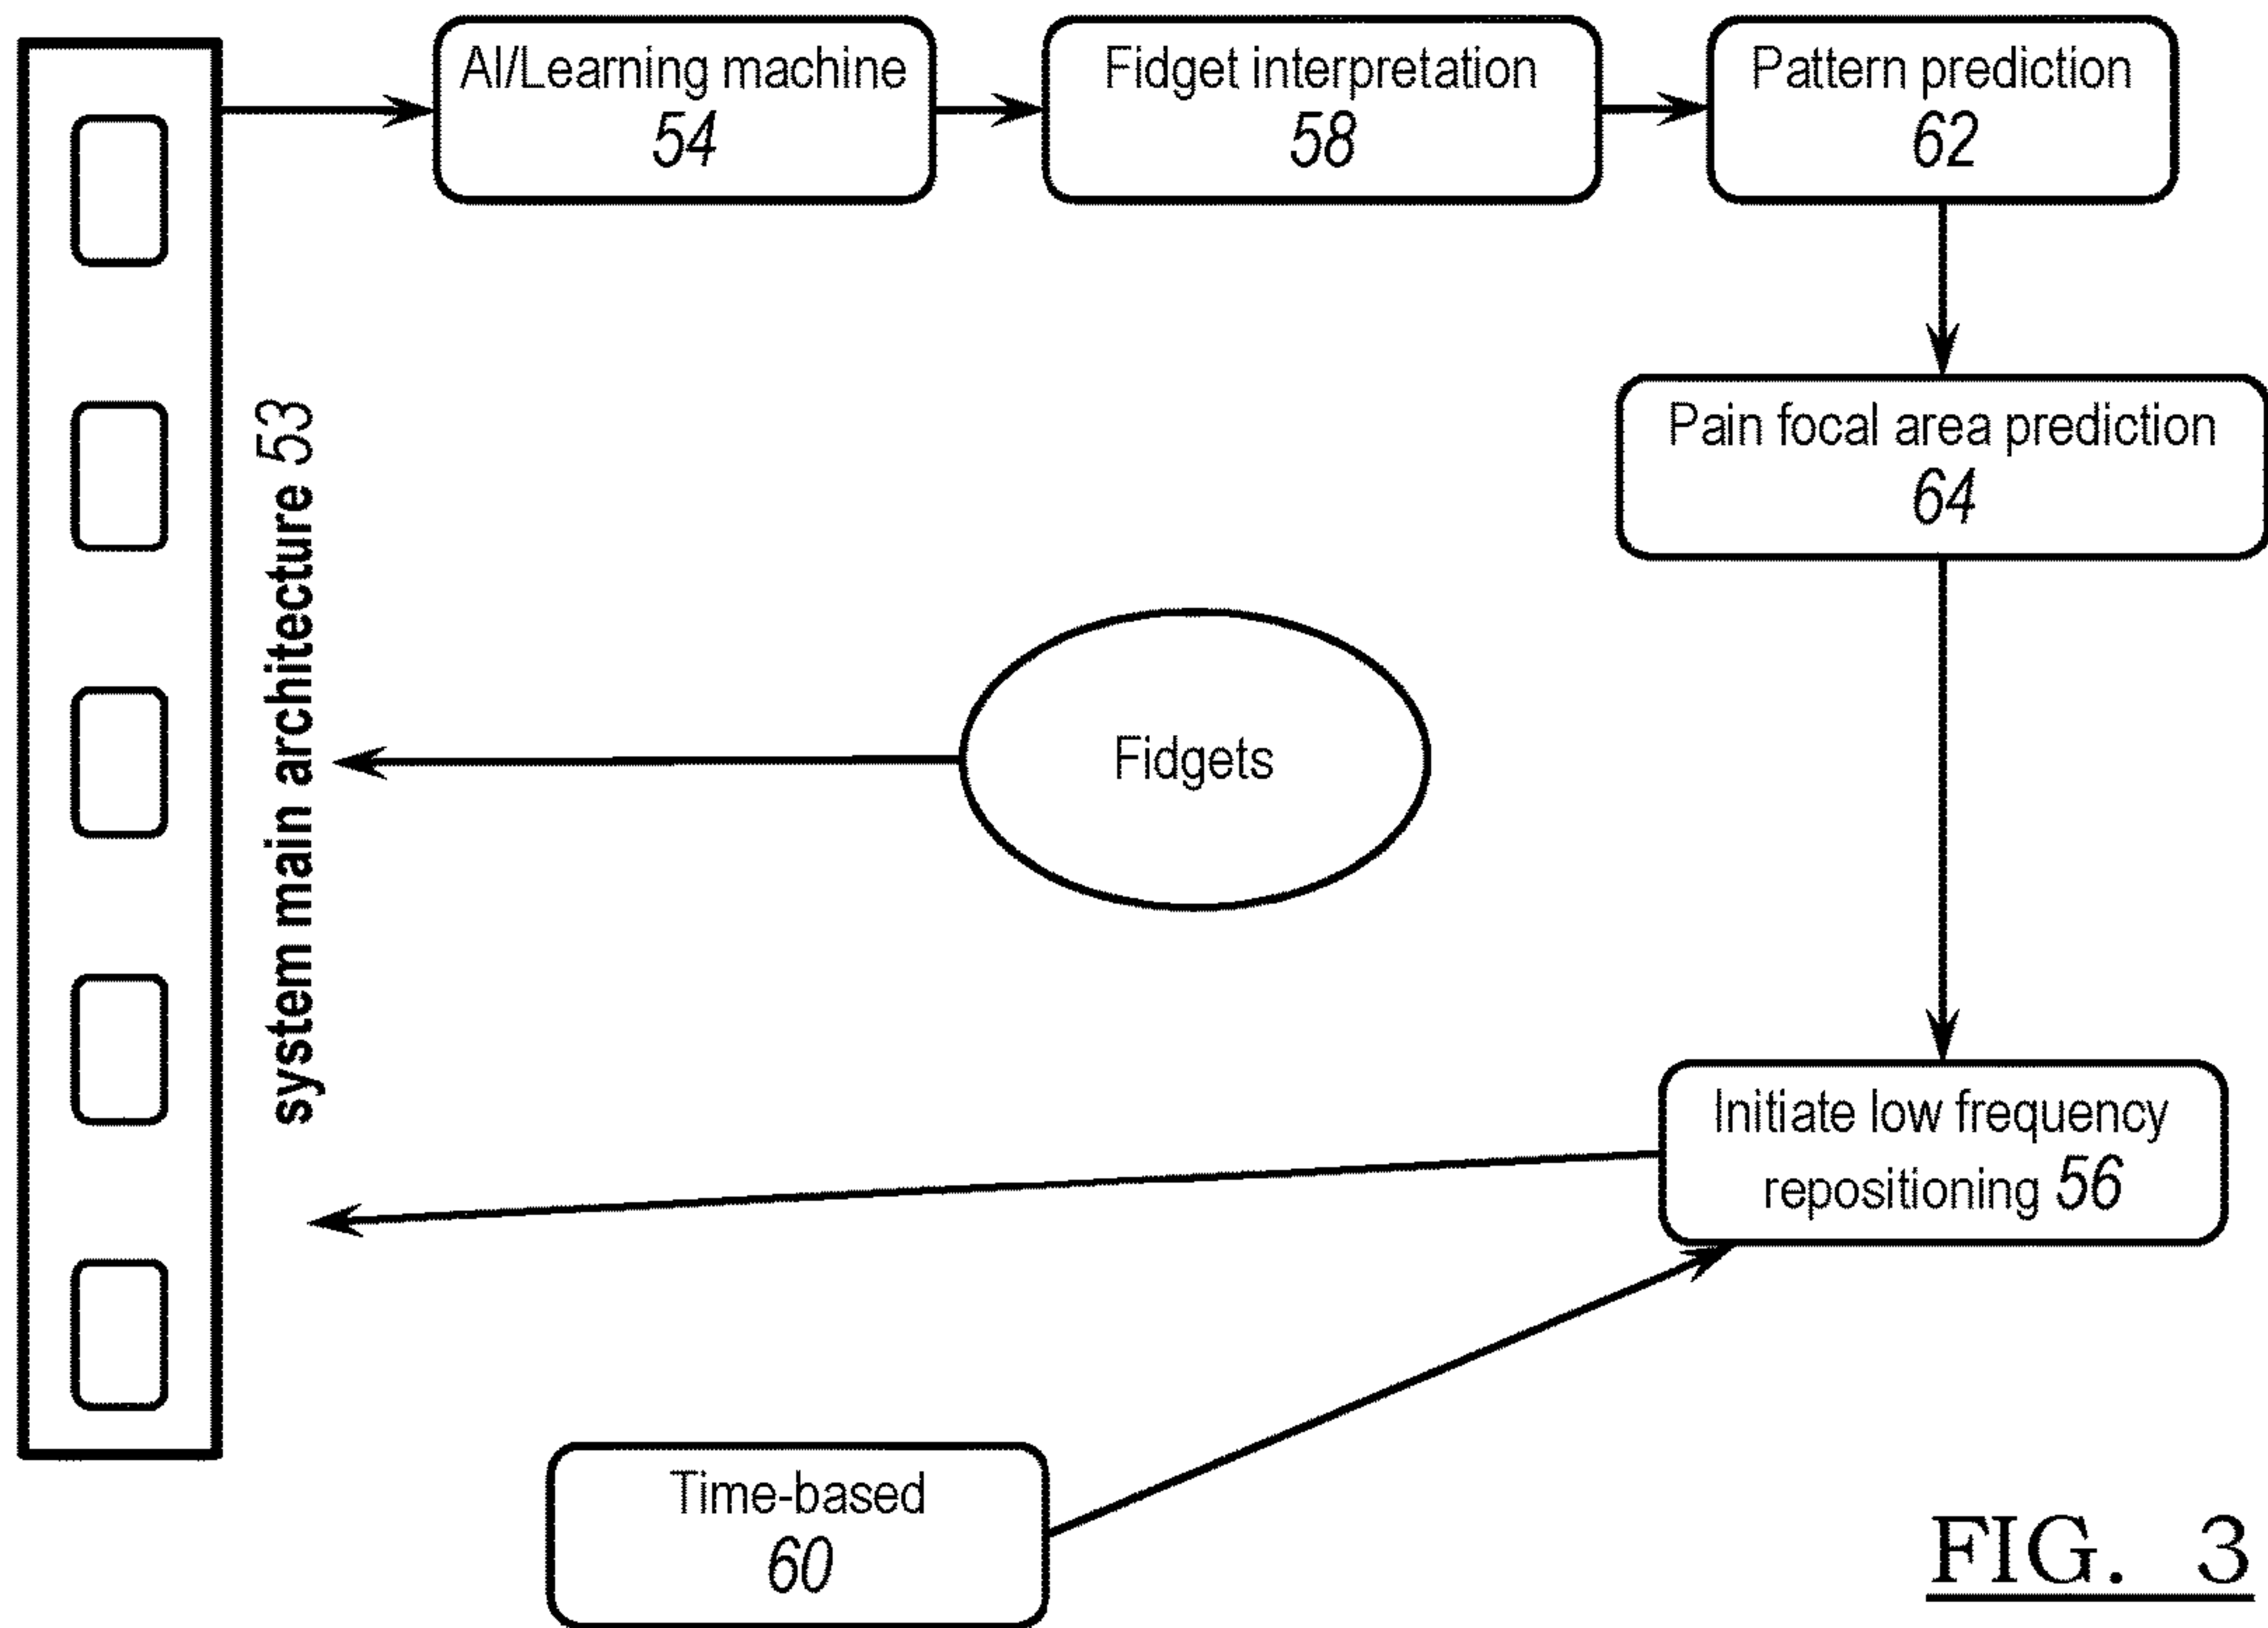 AI/Learning machine
54
Fidget interpretation
58
Pattern prediction
62
Pain focal area prediction
64
system main architecture 53
Fidgets
Initiate low frequency
repositioning 56
Time-based
60
FIG. 3